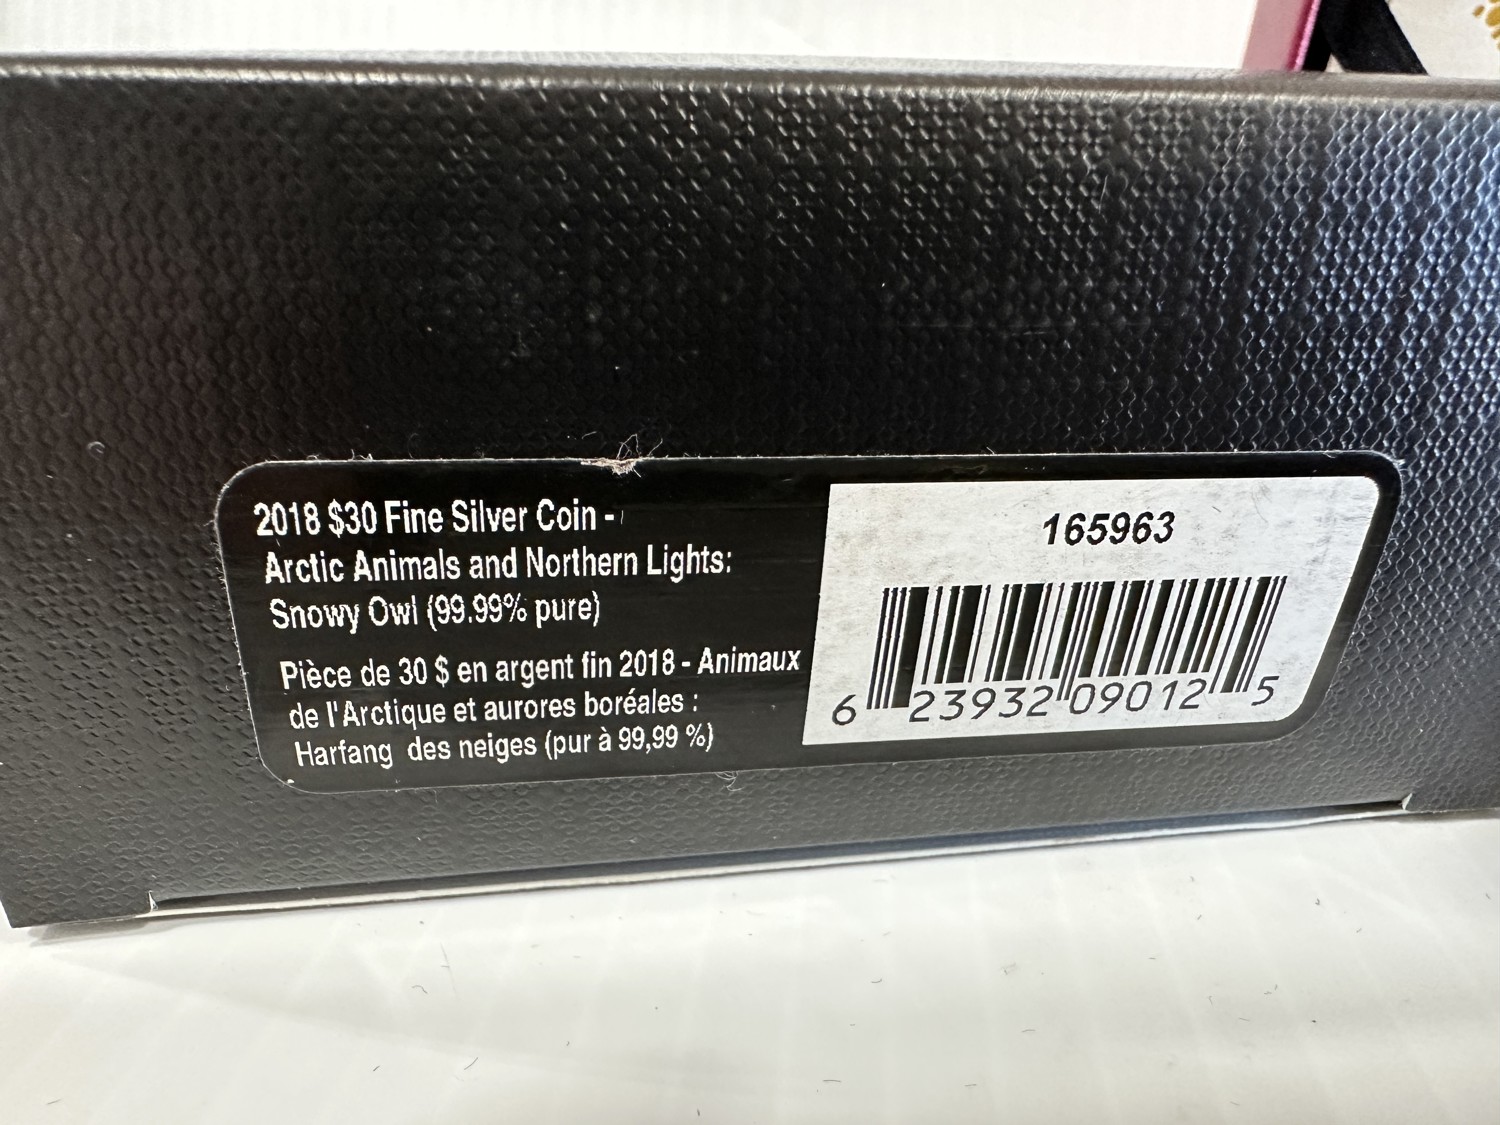 2018 $30 Fine Silver Coin -
Arctic Animals and Northern Lights:
Snowy Owl (99.99% pure)
Pièce de 30 $ en argent fin 2018 - Animaux
de l'Arctique et aurores boréales :
Harfang des neiges (pur à 99,99 %)
165963
6 23932 09012 5